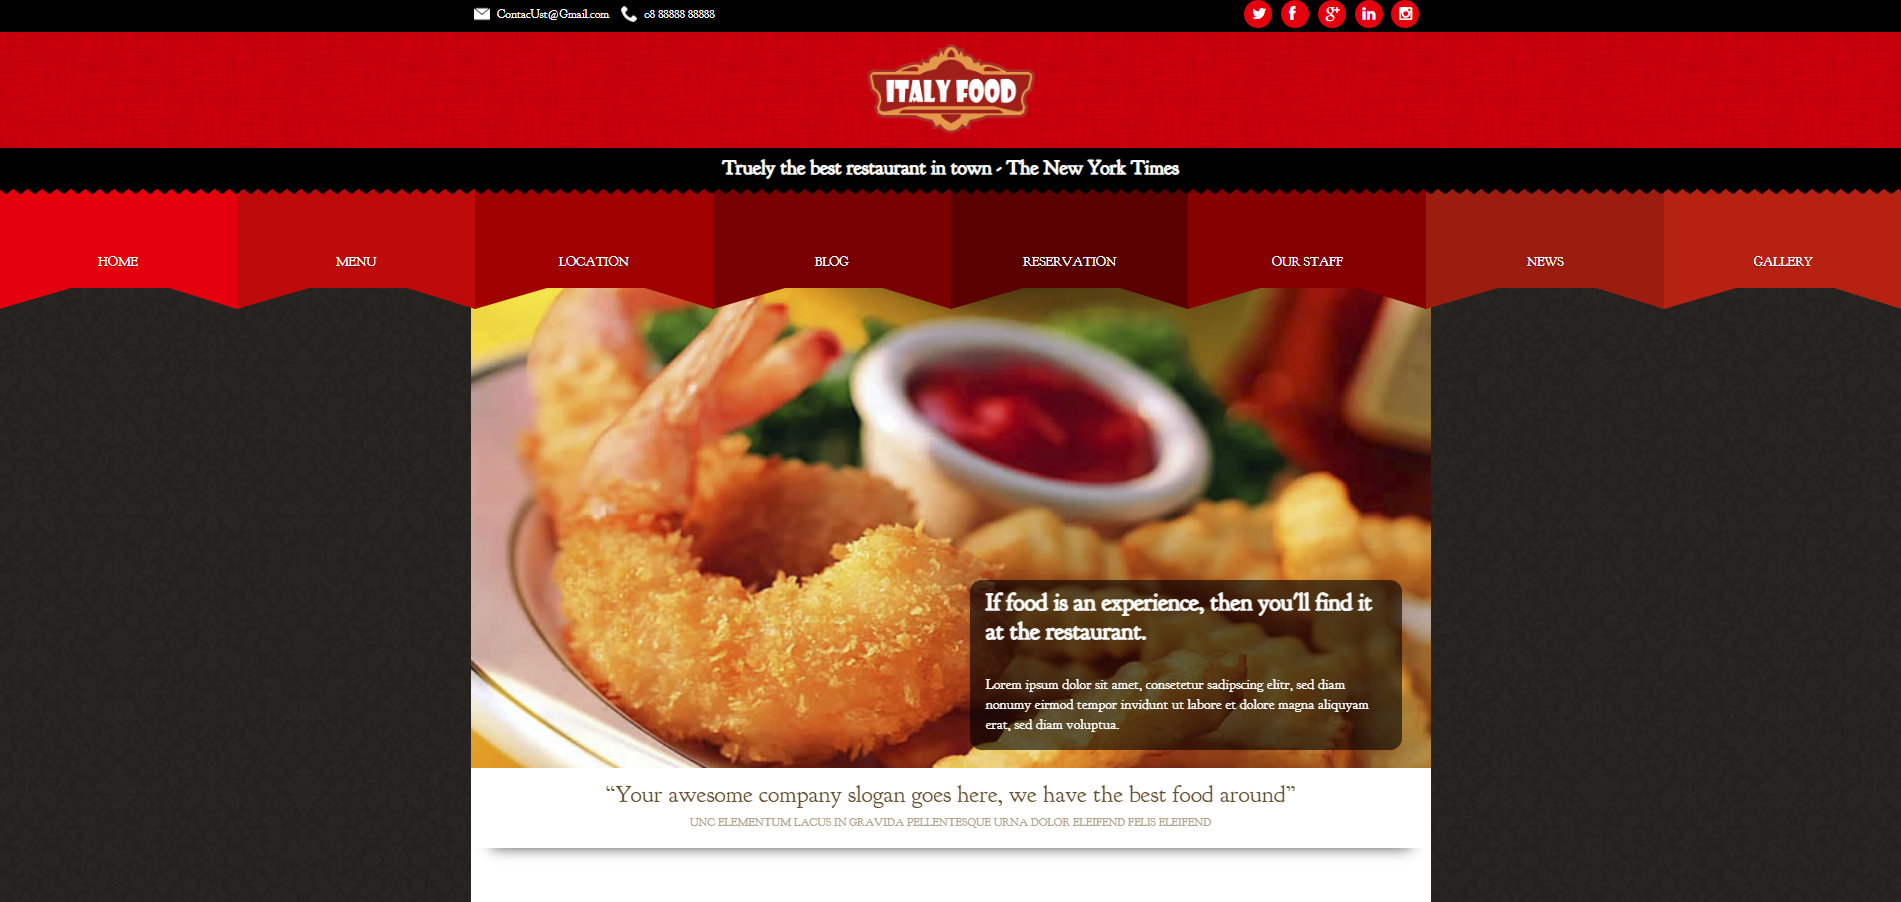 ContacUst@Gmail.com 08 88888 88888
ITALY FOOD
Truely the best restaurant in town - The New York Times
HOME MENU LOCATION BLOG RESERVATION OUR STAFF NEWS GALLERY
If food is an experience, then you'll find it
at the restaurant.
Lorem ipsum dolor sit amet, consetetur sadipscing elitr, sed diam
nonumy eirmod tempor invidunt ut labore et dolore magna aliquyam
erat, sed diam voluptua.
“Your awesome company slogan goes here, we have the best food around”
UNC ELEMENTUM LACUS IN GRAVIDA PELLENTESQUE URNA DOLOR ELEIFEND FELIS ELEIFEND